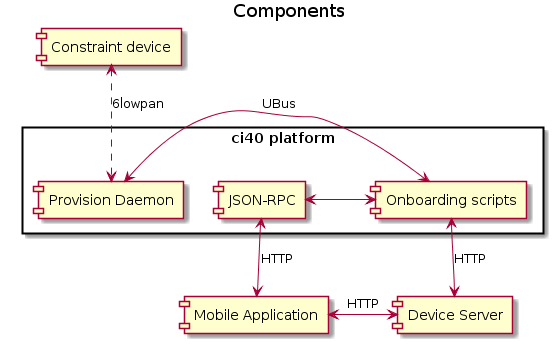 Components
Constraint device
6lowpan
UBus
ci40 platform
Provision Daemon
JSON-RPC
Onboarding scripts
HTTP
HTTP
Mobile Application
HTTP
Device Server